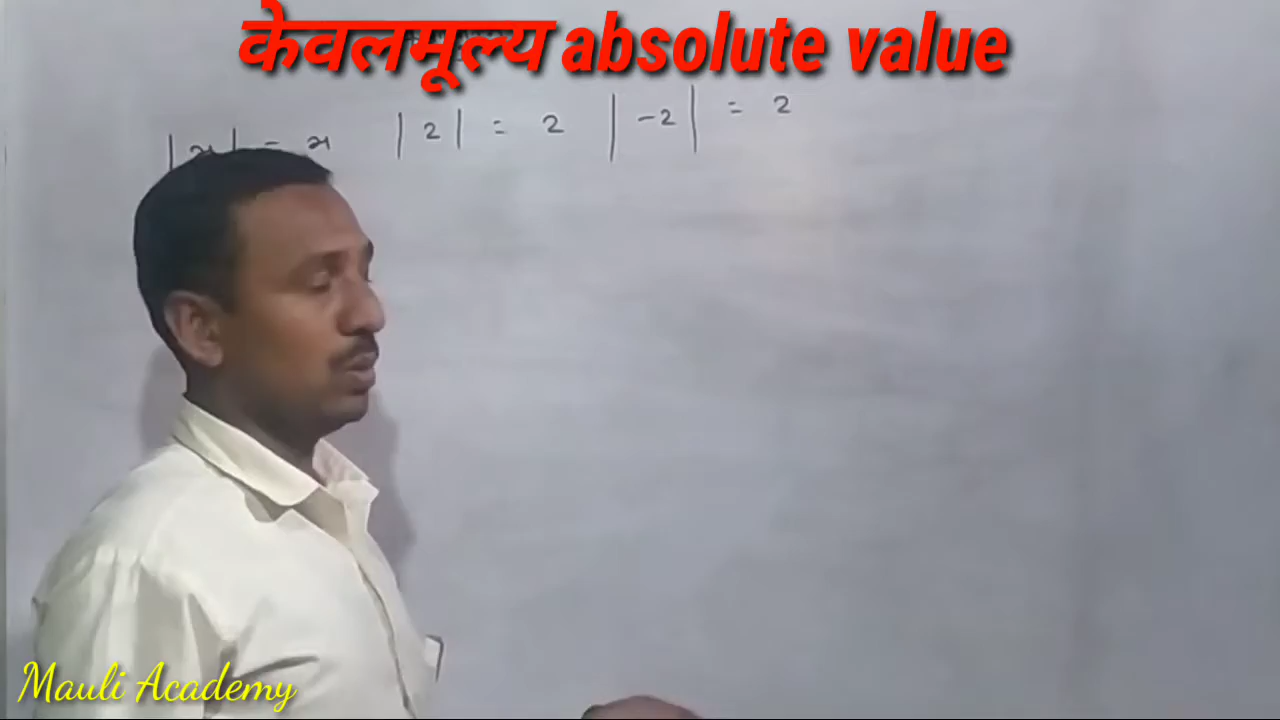 केवलमूल्य absolute value
|x| = x |2| = 2 |-2| = 2
Mauli Academy